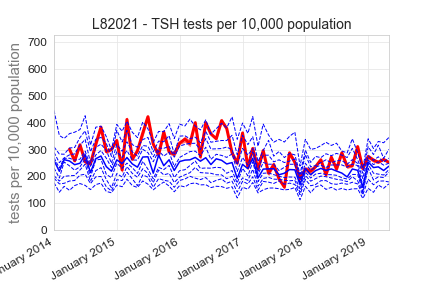 L82021 - TSH tests per 10,000 population
tests per 10,000 population
700
600
500
400
300
200
100
0
nuary 2014
January 2015
January 2016
January 2017
January 2018
January 2019